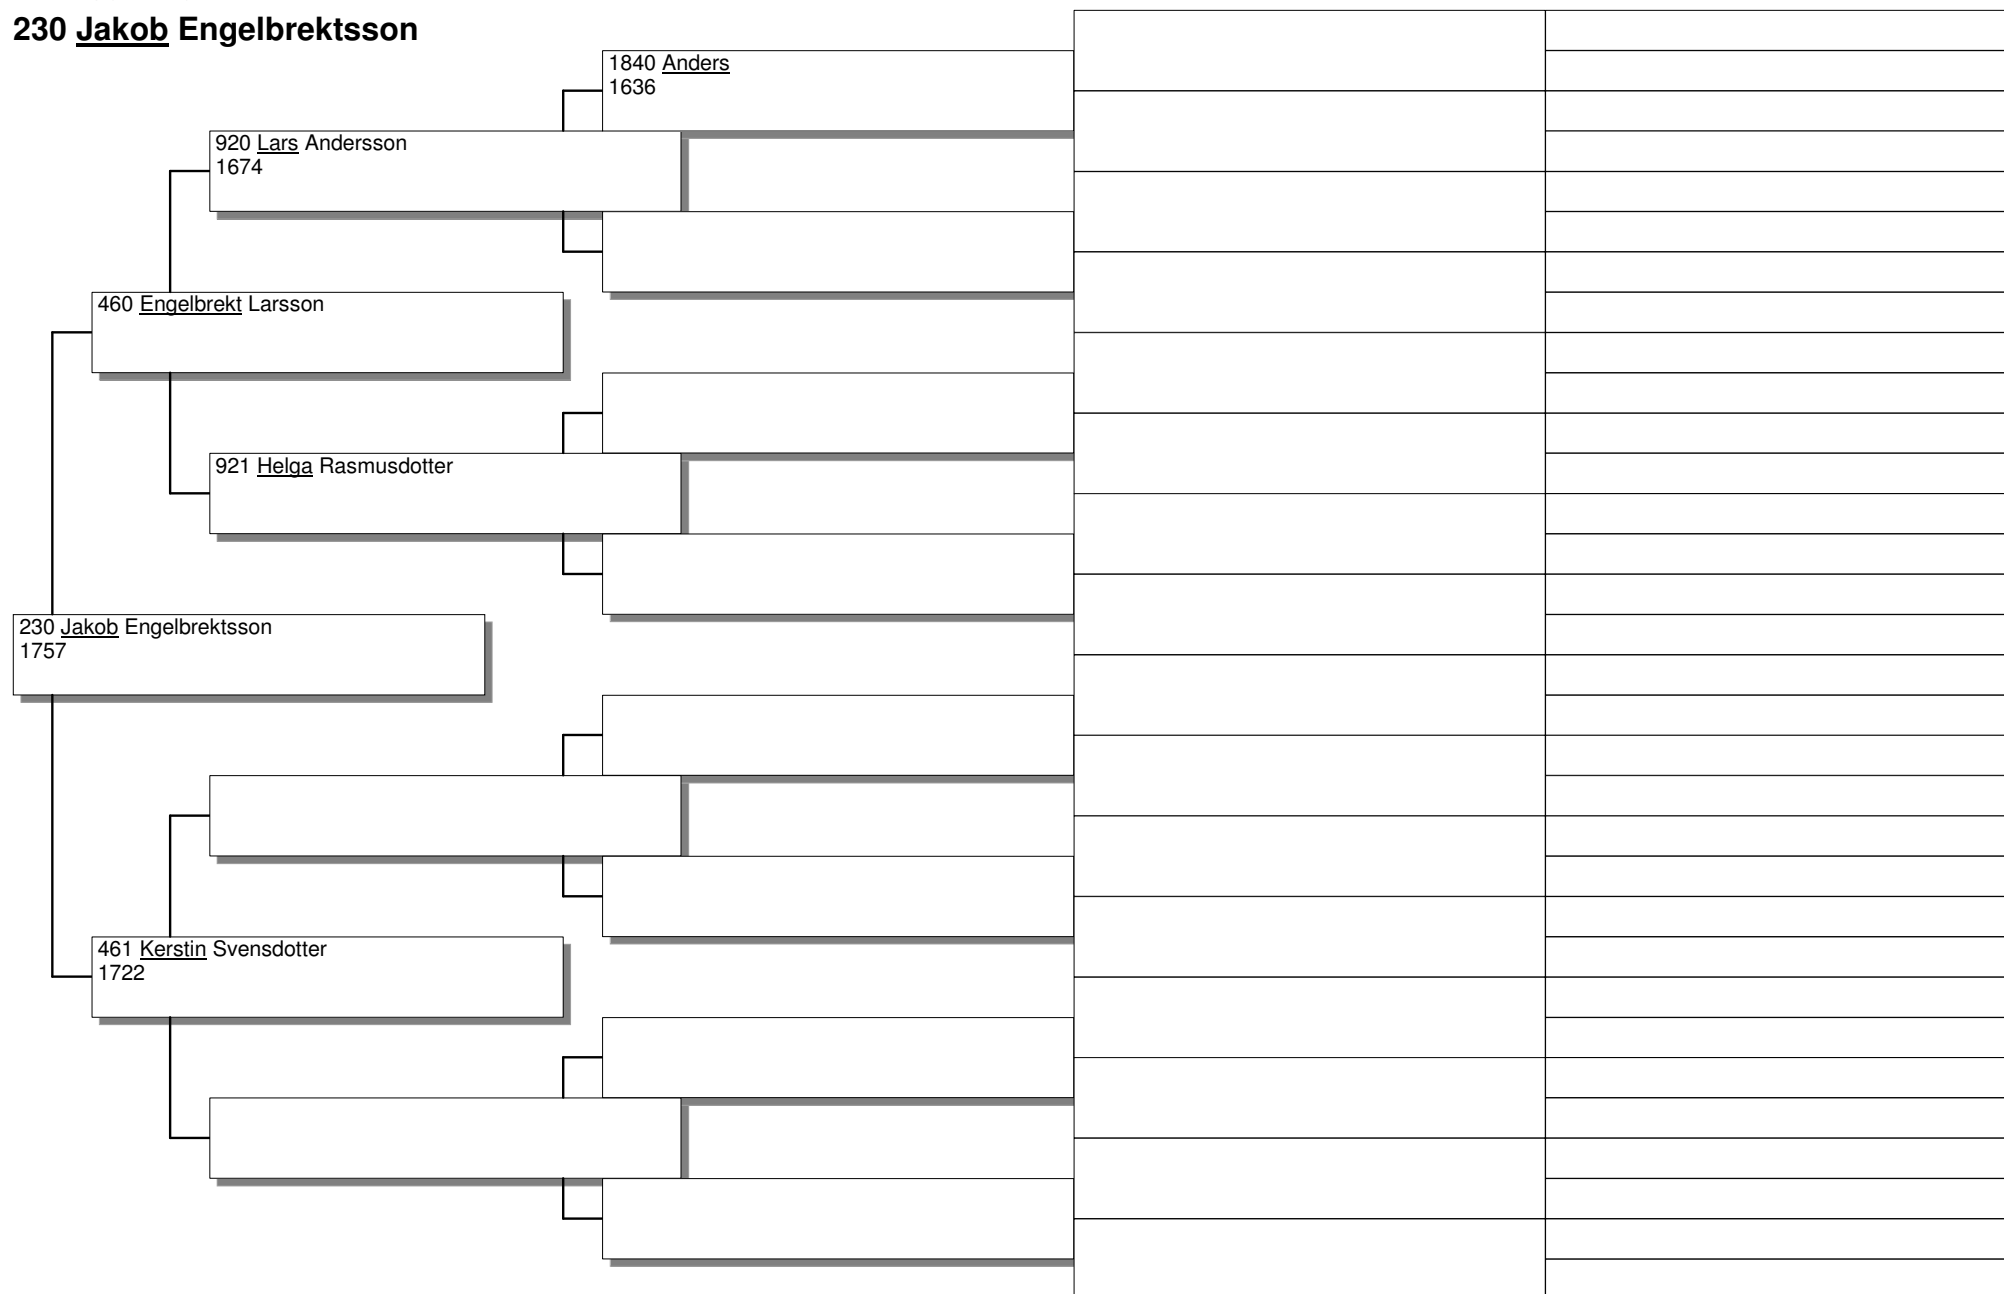 230 Jakob Engelbrektsson
1840 Anders
1636
920 Lars Andersson
1674
460 Engelbrekt Larsson
921 Helga Rasmusdotter
230 Jakob Engelbrektsson
1757
461 Kerstin Svensdotter
1722